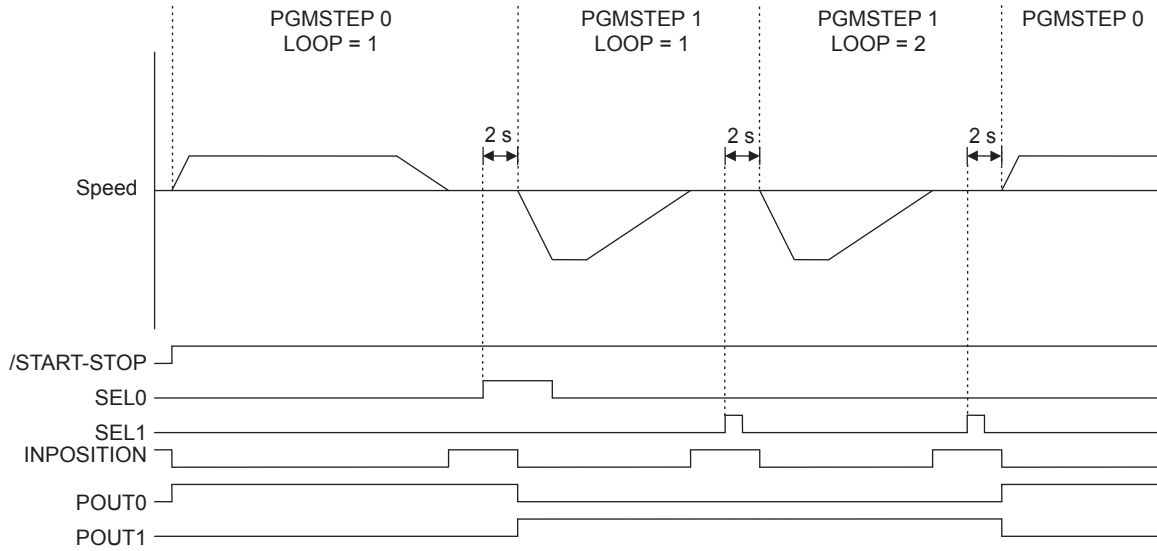 PGMSTEP 0
LOOP = 1
PGMSTEP 1
LOOP = 1
PGMSTEP 1
LOOP = 2
PGMSTEP 0
2 s
2 s
2 s
Speed
/START-STOP
SEL0
SEL1
INPOSITION
POUT0
POUT1